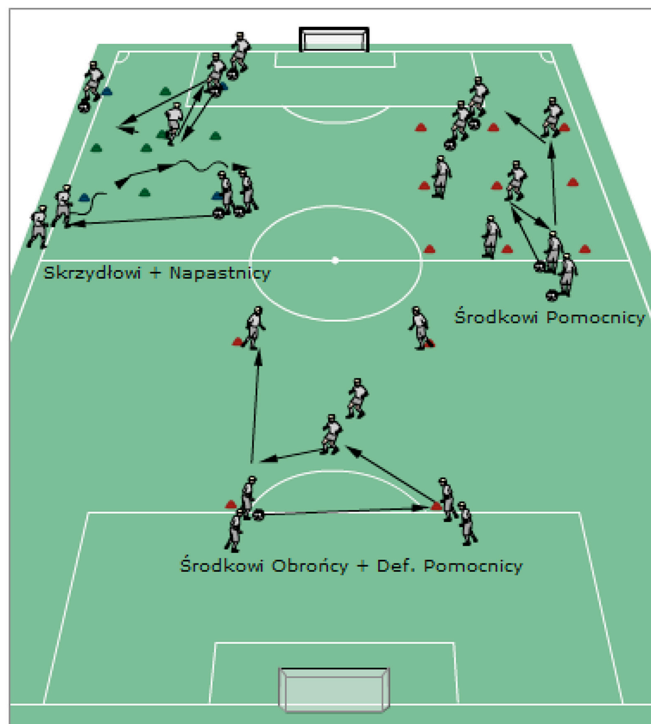 Skrzydłowi + Napastnicy
Środkowi Pomocnicy
Środkowi Obrońcy + Def. Pomocnicy